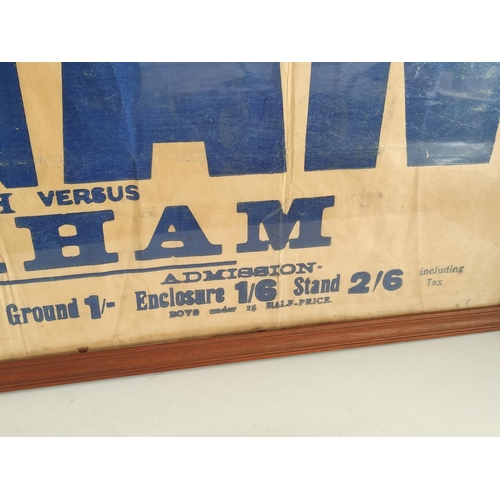 H VERSUS
HAM
ADMISSION-
Ground 1/- Enclosure 1/6 Stand 2/6 including Tax.
BOYS under 15 HALF-PRICE.